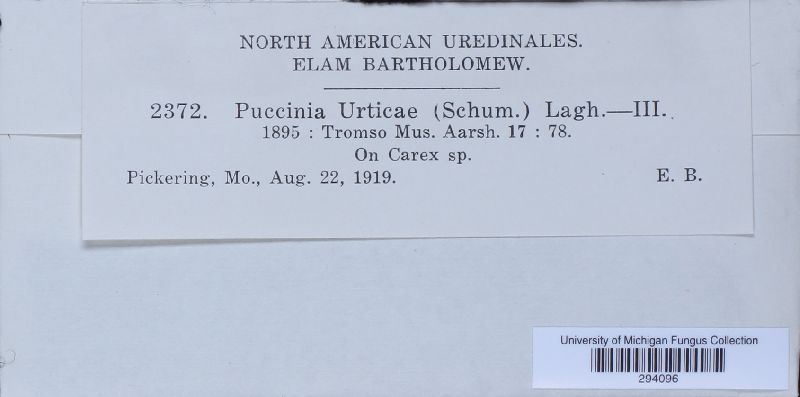 NORTH AMERICAN UREDINALES.
ELAM BARTHOLOMEW.
2372. Puccinia Urticae (Schum.) Lagh.—III.
1895 : Tromso Mus. Aarsh. 17 : 78.
On Carex sp.
Pickering, Mo., Aug. 22, 1919. E. B.
University of Michigan Fungus Collection
294096